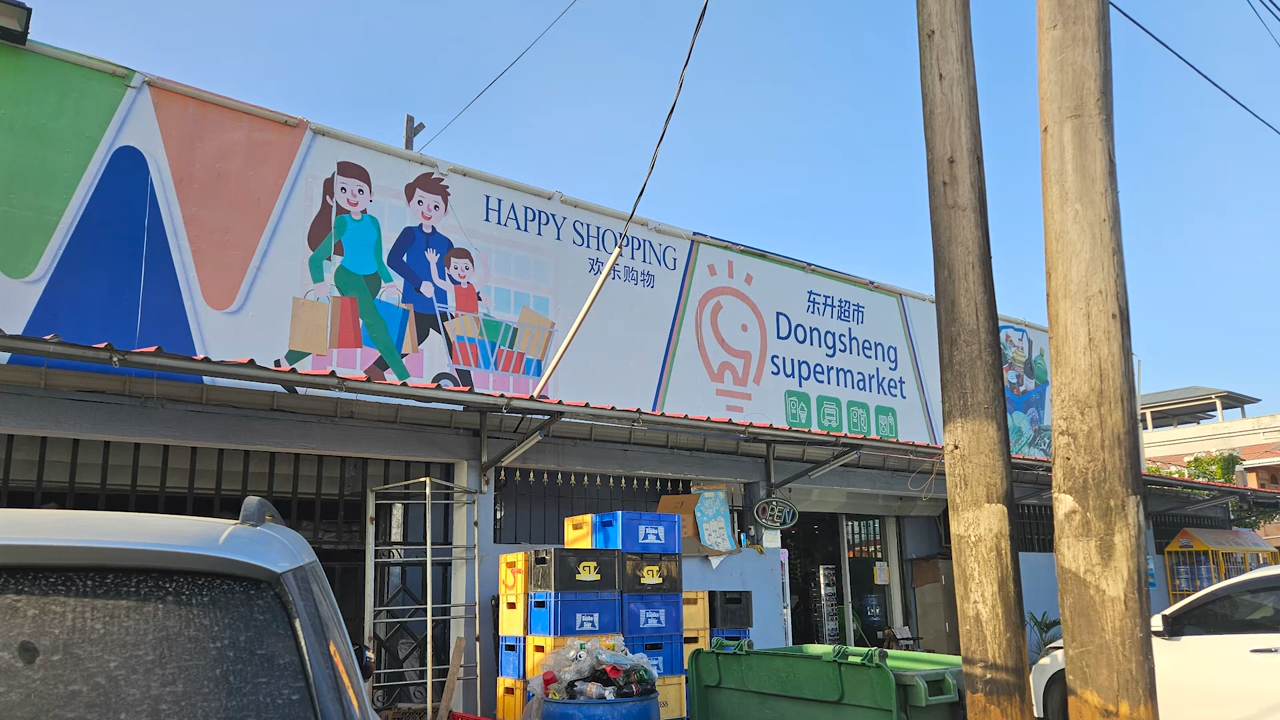 HAPPY SHOPPING
欢乐购物
东升超市
Dongsheng
supermarket
OPEN